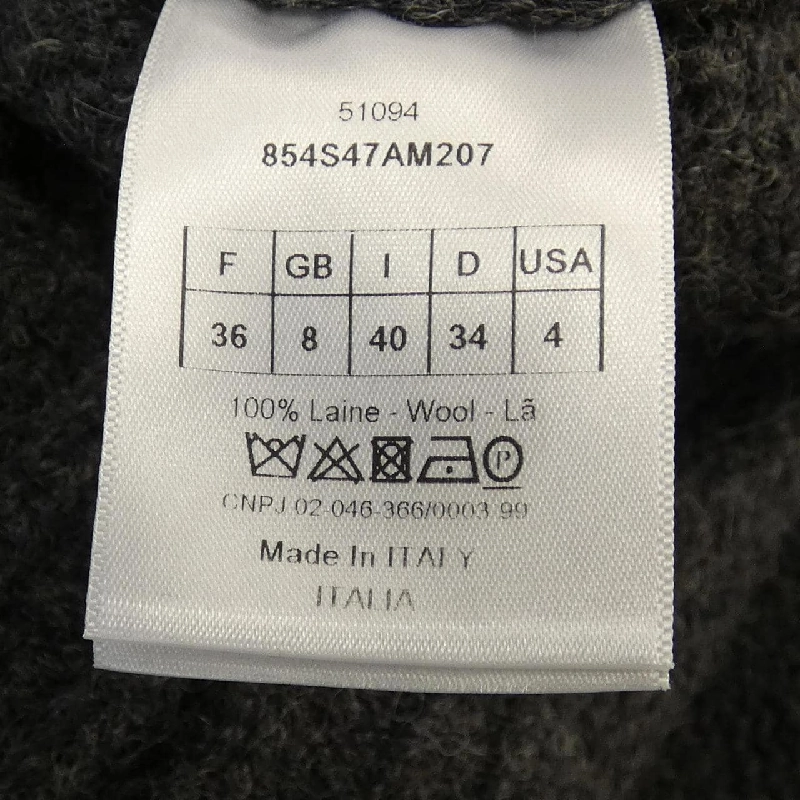 51094
854S47AM207
F GB I D USA
36 8 40 34 4
100% Laine - Wool - Lã
P
CNPJ 02-046-366/0003 99
Made In ITALY
ITALIA